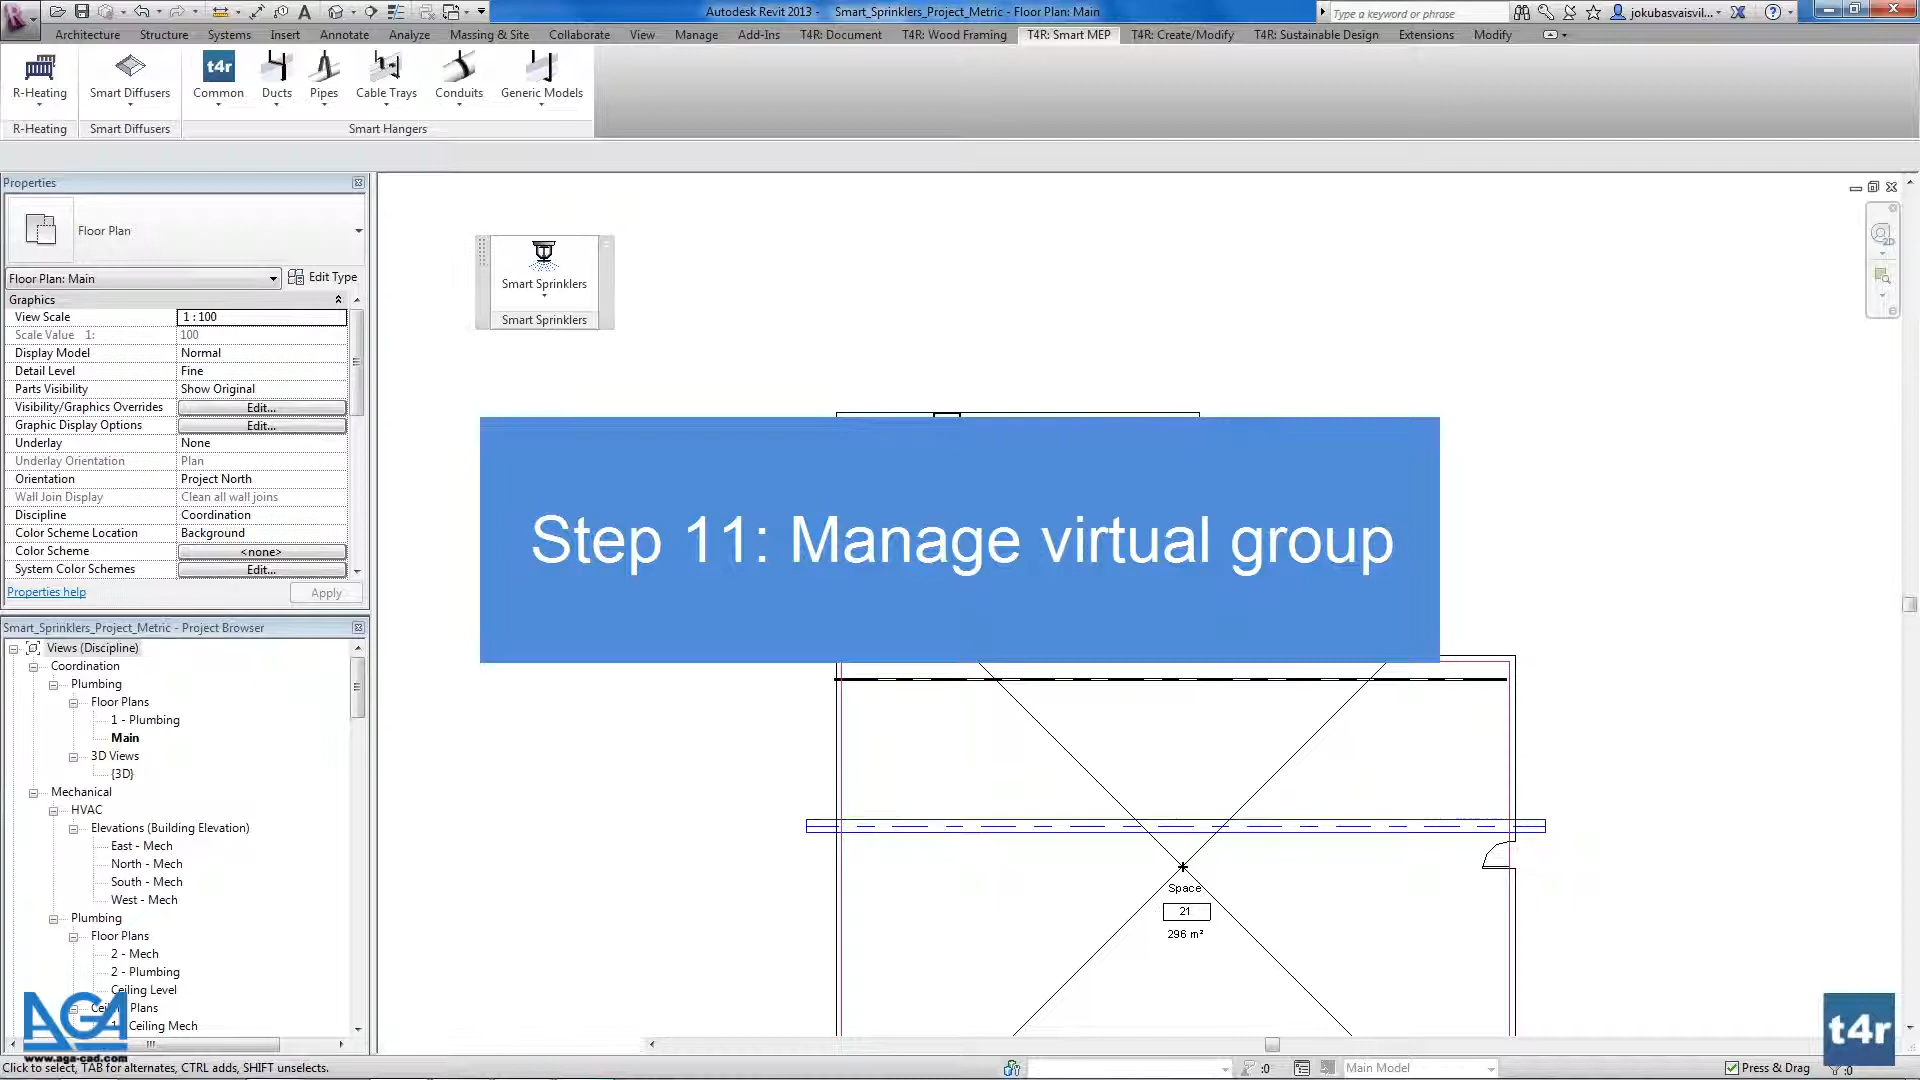 Autodesk Revit 2013 -    Smart_Sprinklers_Project_Metric - Floor Plan: Main
Type a keyword or phrase
jokubasvaisvil...
Architecture
Structure
Systems
Insert
Annotate
Analyze
Massing & Site
Collaborate
View
Manage
Add-Ins
T4R: Document
T4R: Wood Framing
T4R: Smart MEP
T4R: Create/Modify
T4R: Sustainable Design
Extensions
Modify
t4r
R-Heating
Smart Diffusers
Common
Ducts
Pipes
Cable Trays
Conduits
Generic Models
R-Heating
Smart Diffusers
Smart Hangers
Properties
Floor Plan
Floor Plan: Main
Edit Type
Graphics
View Scale 1 : 100
Scale Value 1: 100
Display Model Normal
Detail Level Fine
Parts Visibility Show Original
Visibility/Graphics Overrides Edit...
Graphic Display Options Edit...
Underlay None
Underlay Orientation Plan
Orientation Project North
Wall Join Display Clean all wall joins
Discipline Coordination
Color Scheme Location Background
Color Scheme <none>
System Color Schemes Edit...
Properties help
Apply
Smart_Sprinklers_Project_Metric - Project Browser
Views (Discipline)
Coordination
Plumbing
Floor Plans
1 - Plumbing
Main
3D Views
{3D}
Mechanical
HVAC
Elevations (Building Elevation)
East - Mech
North - Mech
South - Mech
West - Mech
Plumbing
Floor Plans
2 - Mech
2 - Plumbing
Ceiling Level
Plans
Ceiling Mech
AGA
www.aga-cad.com
Smart Sprinklers
Smart Sprinklers
2D
Step 11: Manage virtual group
Space
21
296 m²
t4r
Click to select, TAB for alternates, CTRL adds, SHIFT unselects.
:0
Main Model
Press & Drag
:0